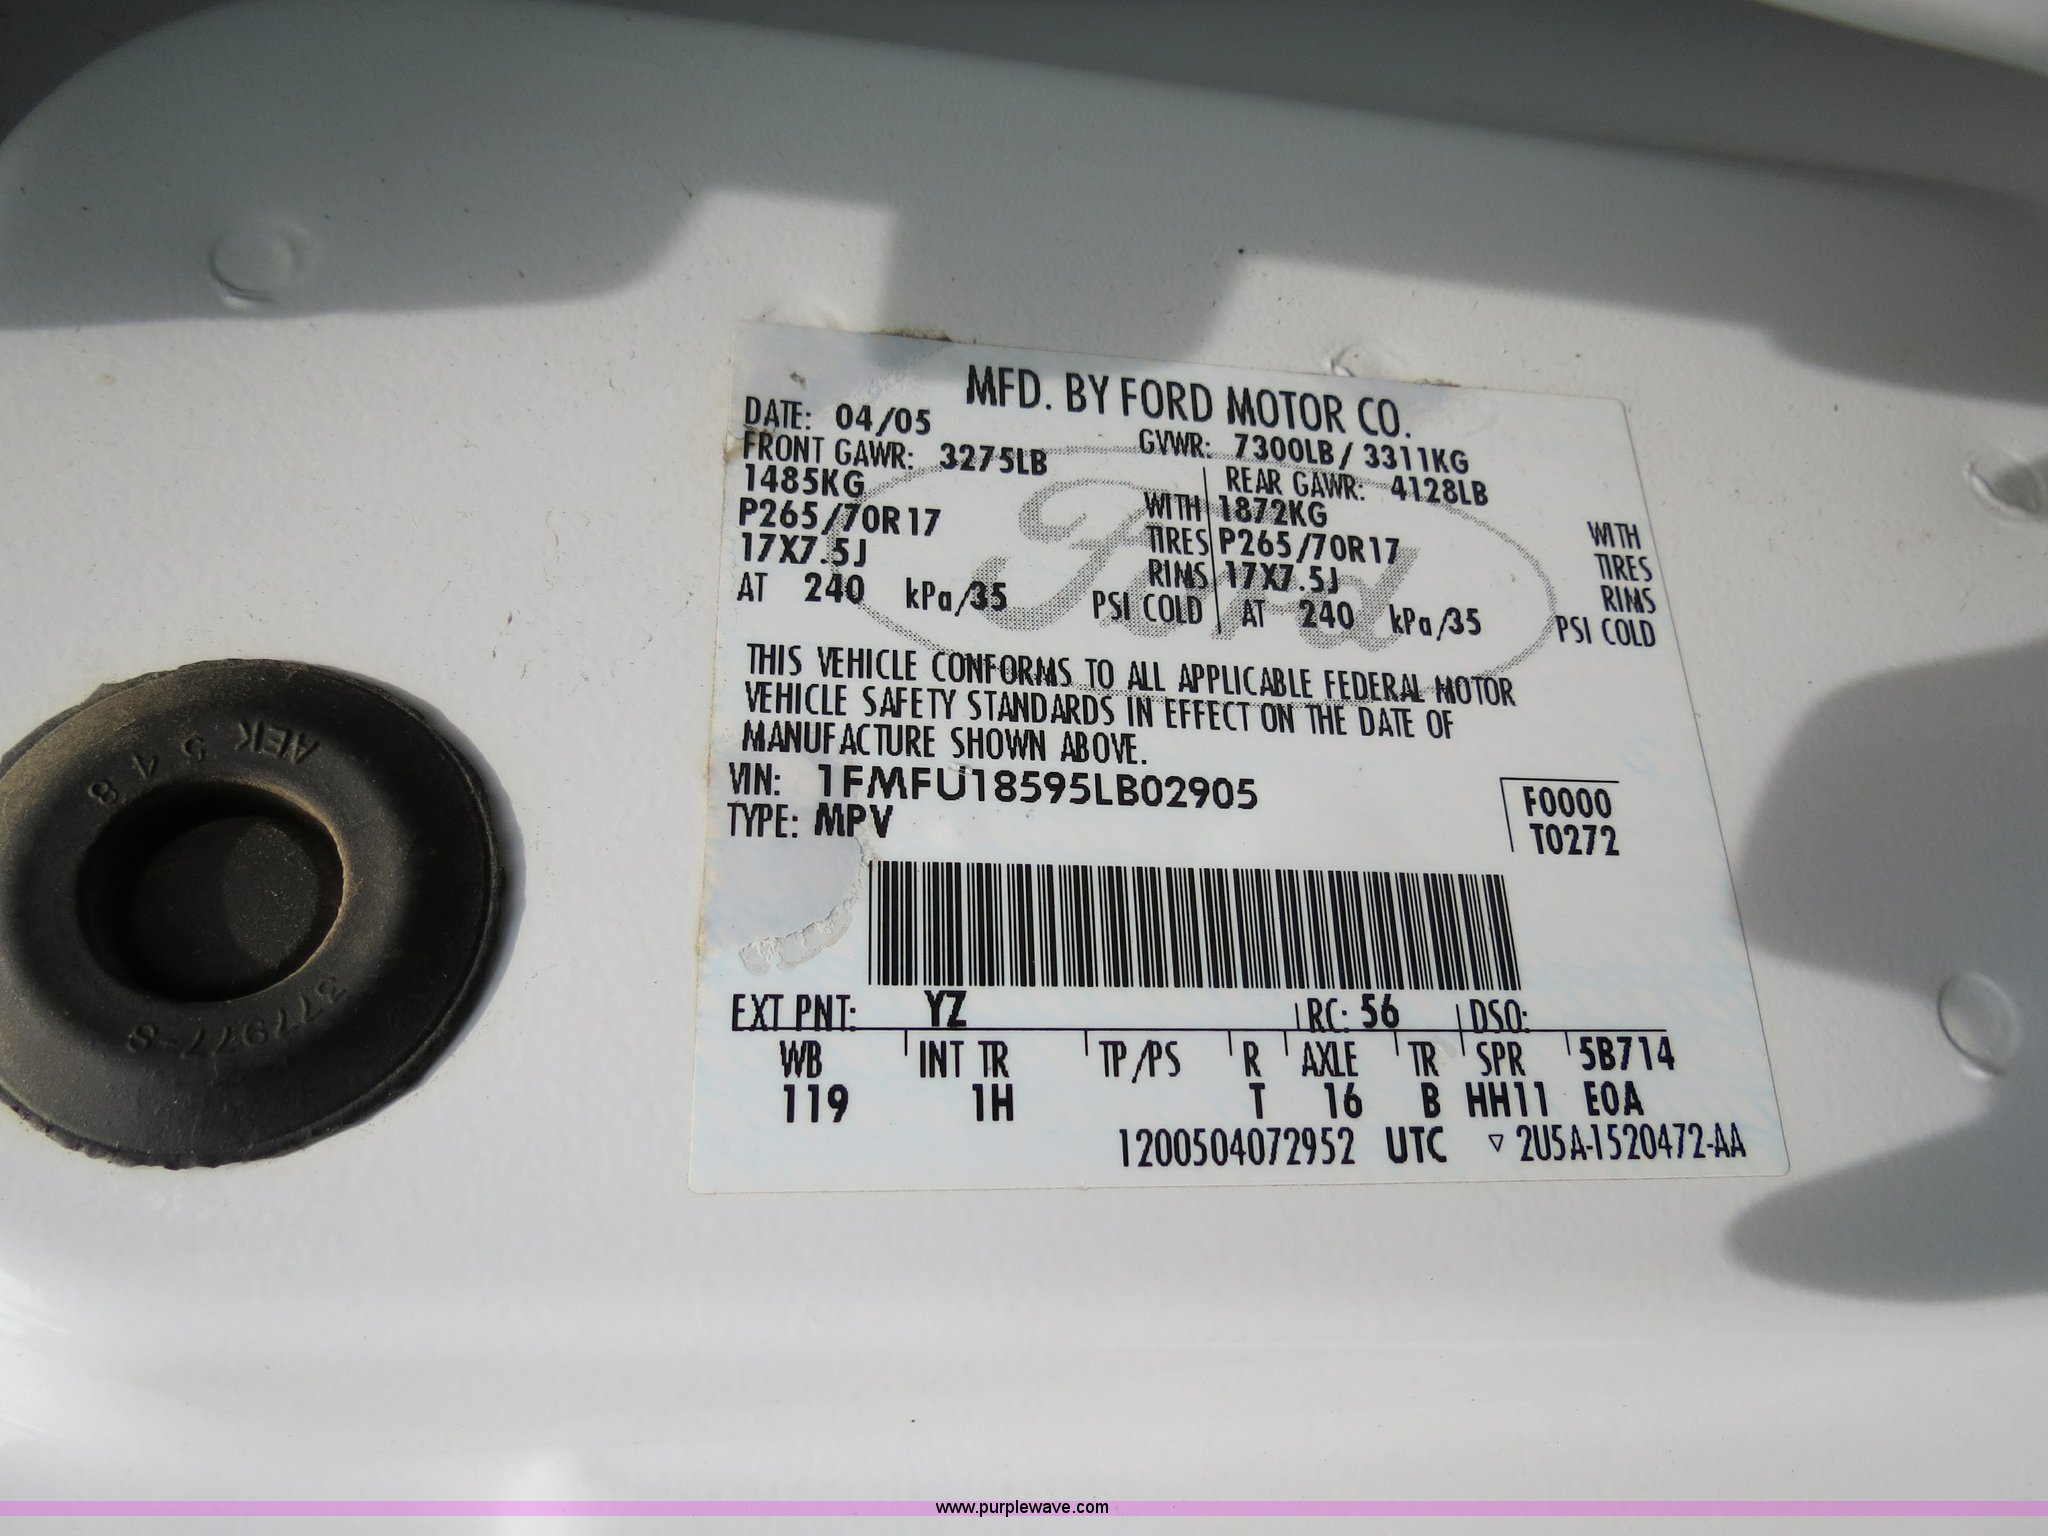 MFD. BY FORD MOTOR CO.
DATE: 04/05 GVWR: 7300LB / 3311KG
FRONT GAWR: 3275LB REAR GAWR: 4128LB
1485KG WITH 1872KG WITH
P265/70R17 TIRES P265/70R17 TIRES
17X7.5J RIMS 17X7.5J RIMS
AT 240 kPa/35 PSI COLD AT 240 kPa/35 PSI COLD
Ford
THIS VEHICLE CONFORMS TO ALL APPLICABLE FEDERAL MOTOR
VEHICLE SAFETY STANDARDS IN EFFECT ON THE DATE OF
MANUFACTURE SHOWN ABOVE.
VIN: 1FMFU18595LB02905
TYPE: MPV
F0000
T0272
EXT PNT: YZ RC: 56 DSO:
WB INT TR TP/PS R AXLE TR SPR 5B714
119 1H T 16 B HH11 E0A
1200504072952 UTC ▽ 2U5A-1520472-AA
AEK 548
377977-8
www.purplewave.com